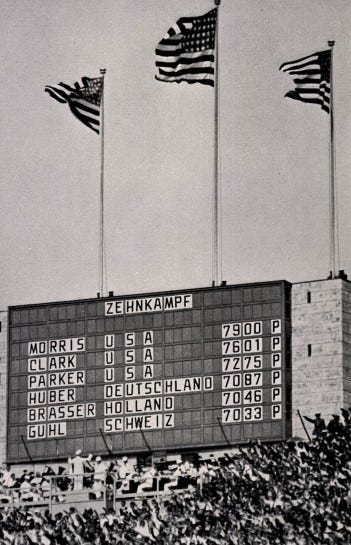 ZEHNKAMPF
MORRIS USA 7900 P
CLARK USA 7601 P
PARKER USA 7275 P
HUBER DEUTSCHLAND 7087 P
BRASSER HOLLAND 7046 P
GUHL SCHWEIZ 7033 P